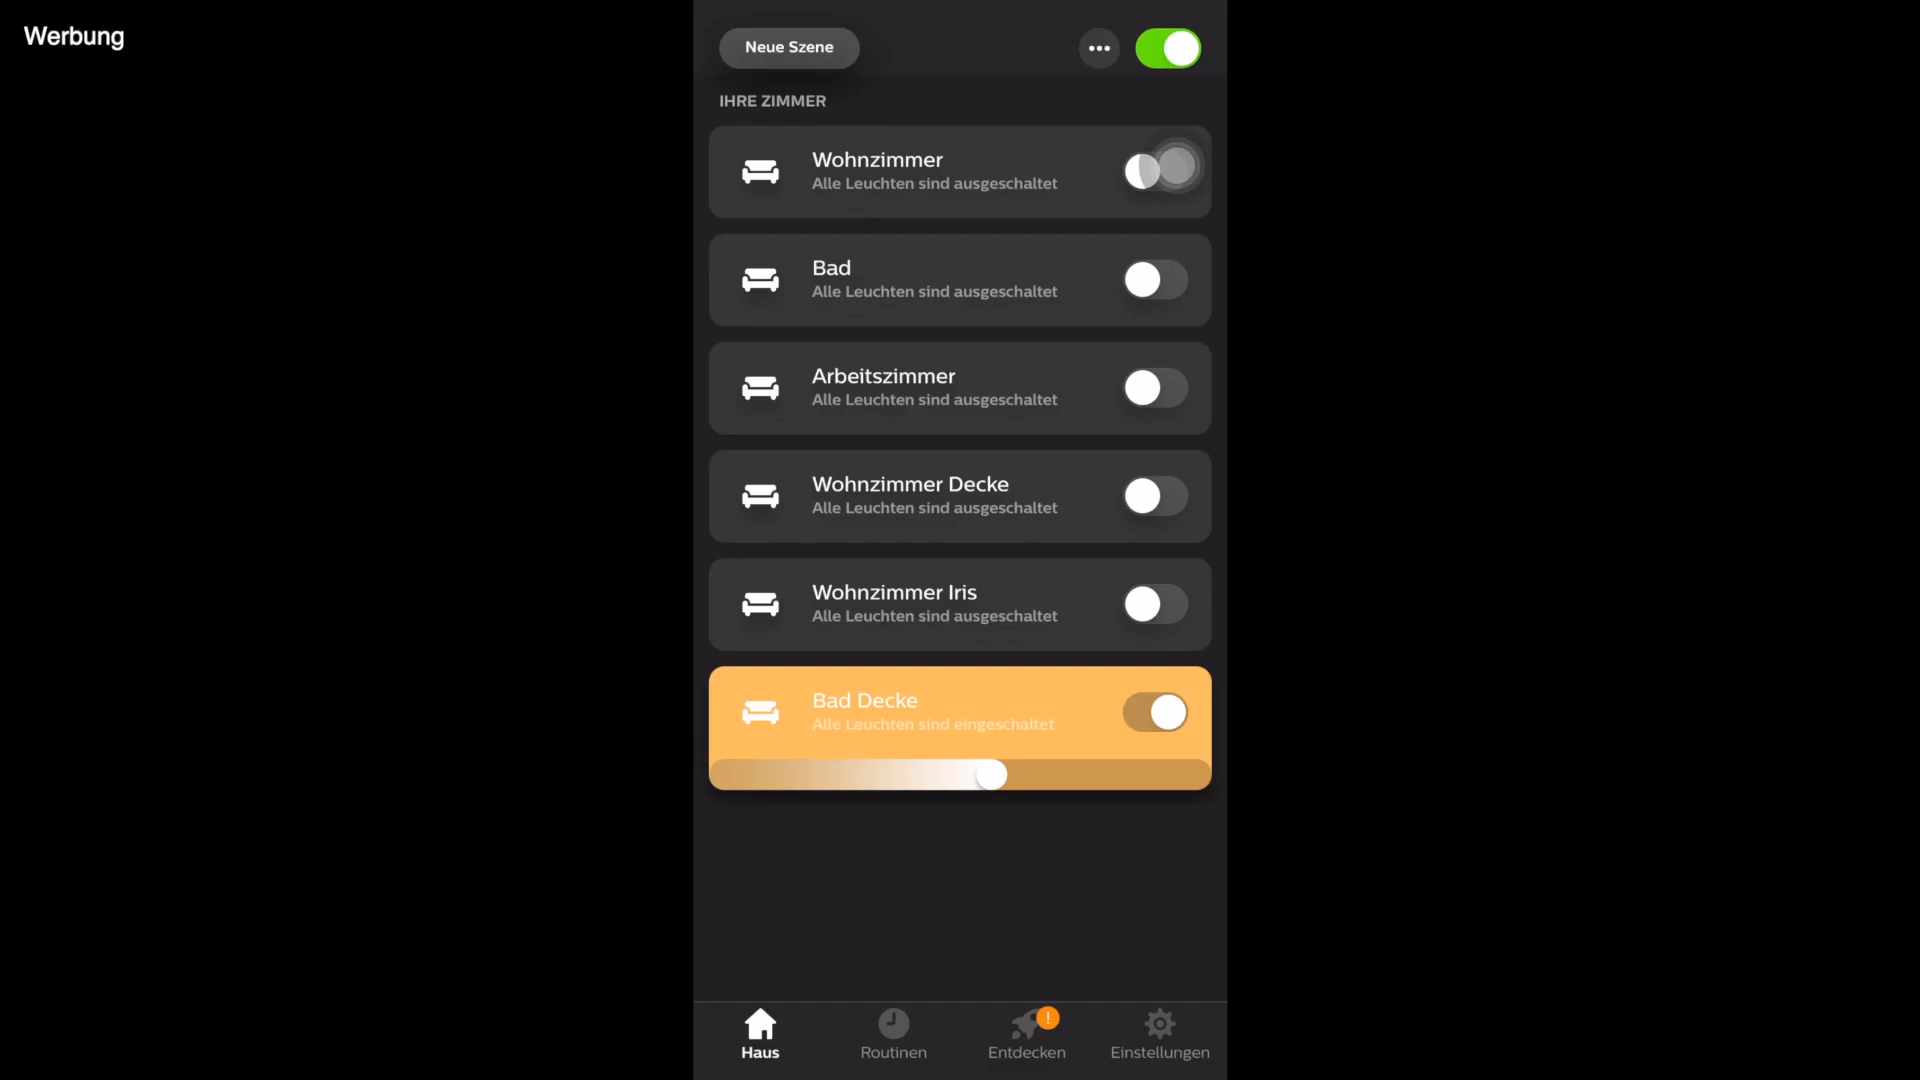 Werbung
Neue Szene
IHRE ZIMMER
Wohnzimmer
Alle Leuchten sind ausgeschaltet
Bad
Alle Leuchten sind ausgeschaltet
Arbeitszimmer
Alle Leuchten sind ausgeschaltet
Wohnzimmer Decke
Alle Leuchten sind ausgeschaltet
Wohnzimmer Iris
Alle Leuchten sind ausgeschaltet
Bad Decke
Alle Leuchten sind eingeschaltet
!
Haus
Routinen
Entdecken
Einstellungen